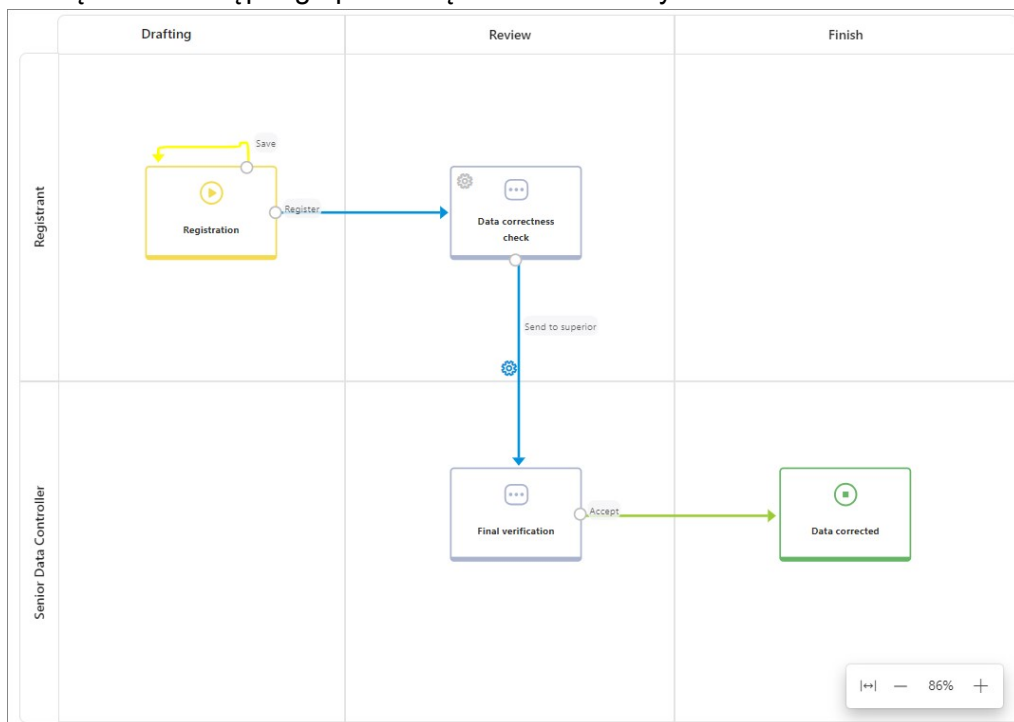 Drafting
Review
Finish
Registrant
Save
Register
Registration
Data correctness
check
Send to superior
Senior Data Controller
Final verification
Accept
Data corrected
86%